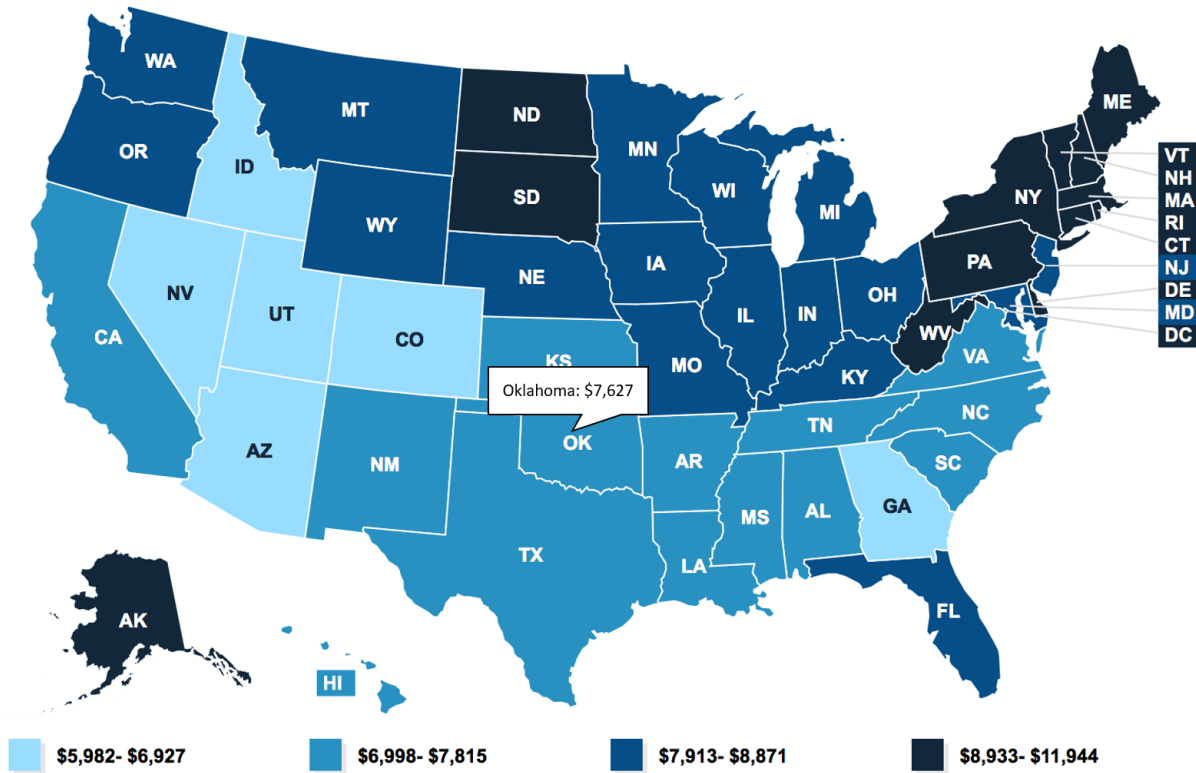 WA
MT
ND
ME
OR
ID
MN
VT
NH
SD
WI
NY
MA
WY
MI
RI
CT
IA
PA
NJ
NE
NV
OH
DE
UT
IL
IN
MD
CA
CO
WV
DC
VA
KS
MO
KY
Oklahoma: $7,627
NC
TN
OK
AZ
NM
AR
SC
GA
MS
AL
TX
LA
AK
FL
HI
$5,982- $6,927
$6,998- $7,815
$7,913- $8,871
$8,933- $11,944